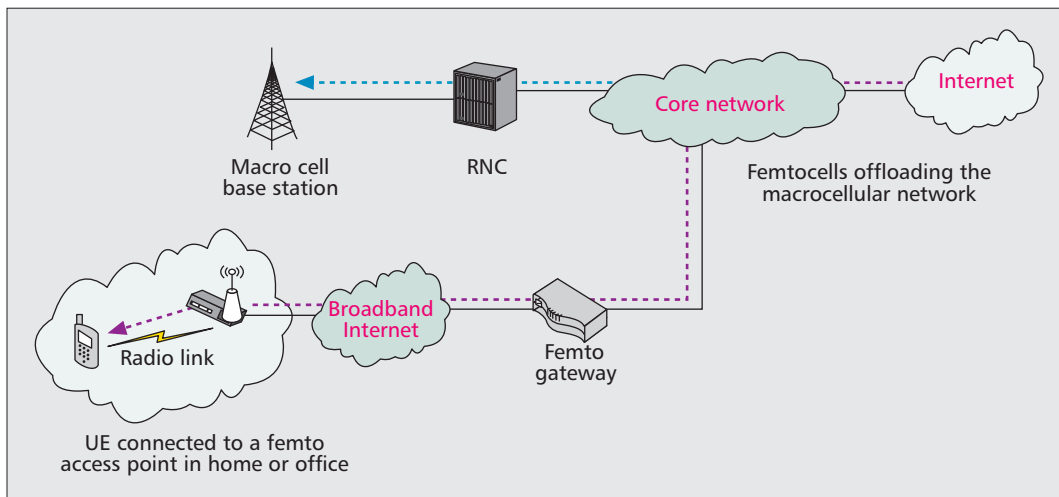 Internet
Core network
Macro cell
base station
RNC
Femtocells offloading the
macrocellular network
Broadband
Internet
Radio link
Femto
gateway
UE connected to a femto
access point in home or office